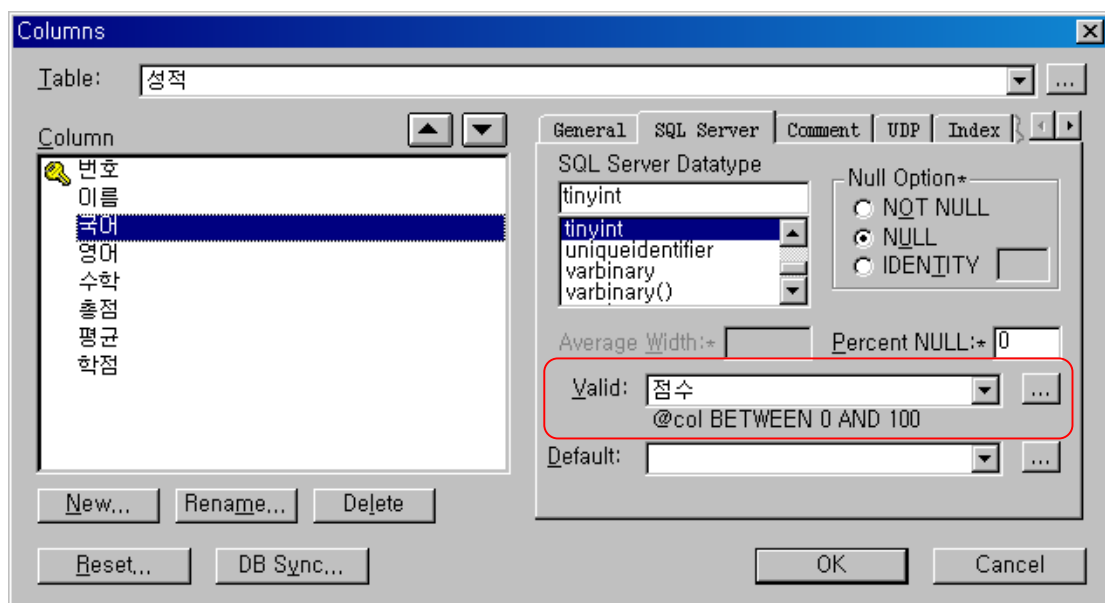 Columns
Table: 성적 ...
Column
번호
이름
국어
영어
수학
총점
평균
학점
New...
Rename...
Delete
Reset...
DB Sync...
General
SQL Server
Comment
UDP
Index
SQL Server Datatype
tinyint
tinyint
uniqueidentifier
varbinary
varbinary()
Null Option*
NOT NULL
NULL
IDENTITY
Average Width:*
Percent NULL:* 0
Valid: 점수 ...
@col BETWEEN 0 AND 100
Default: ...
OK
Cancel